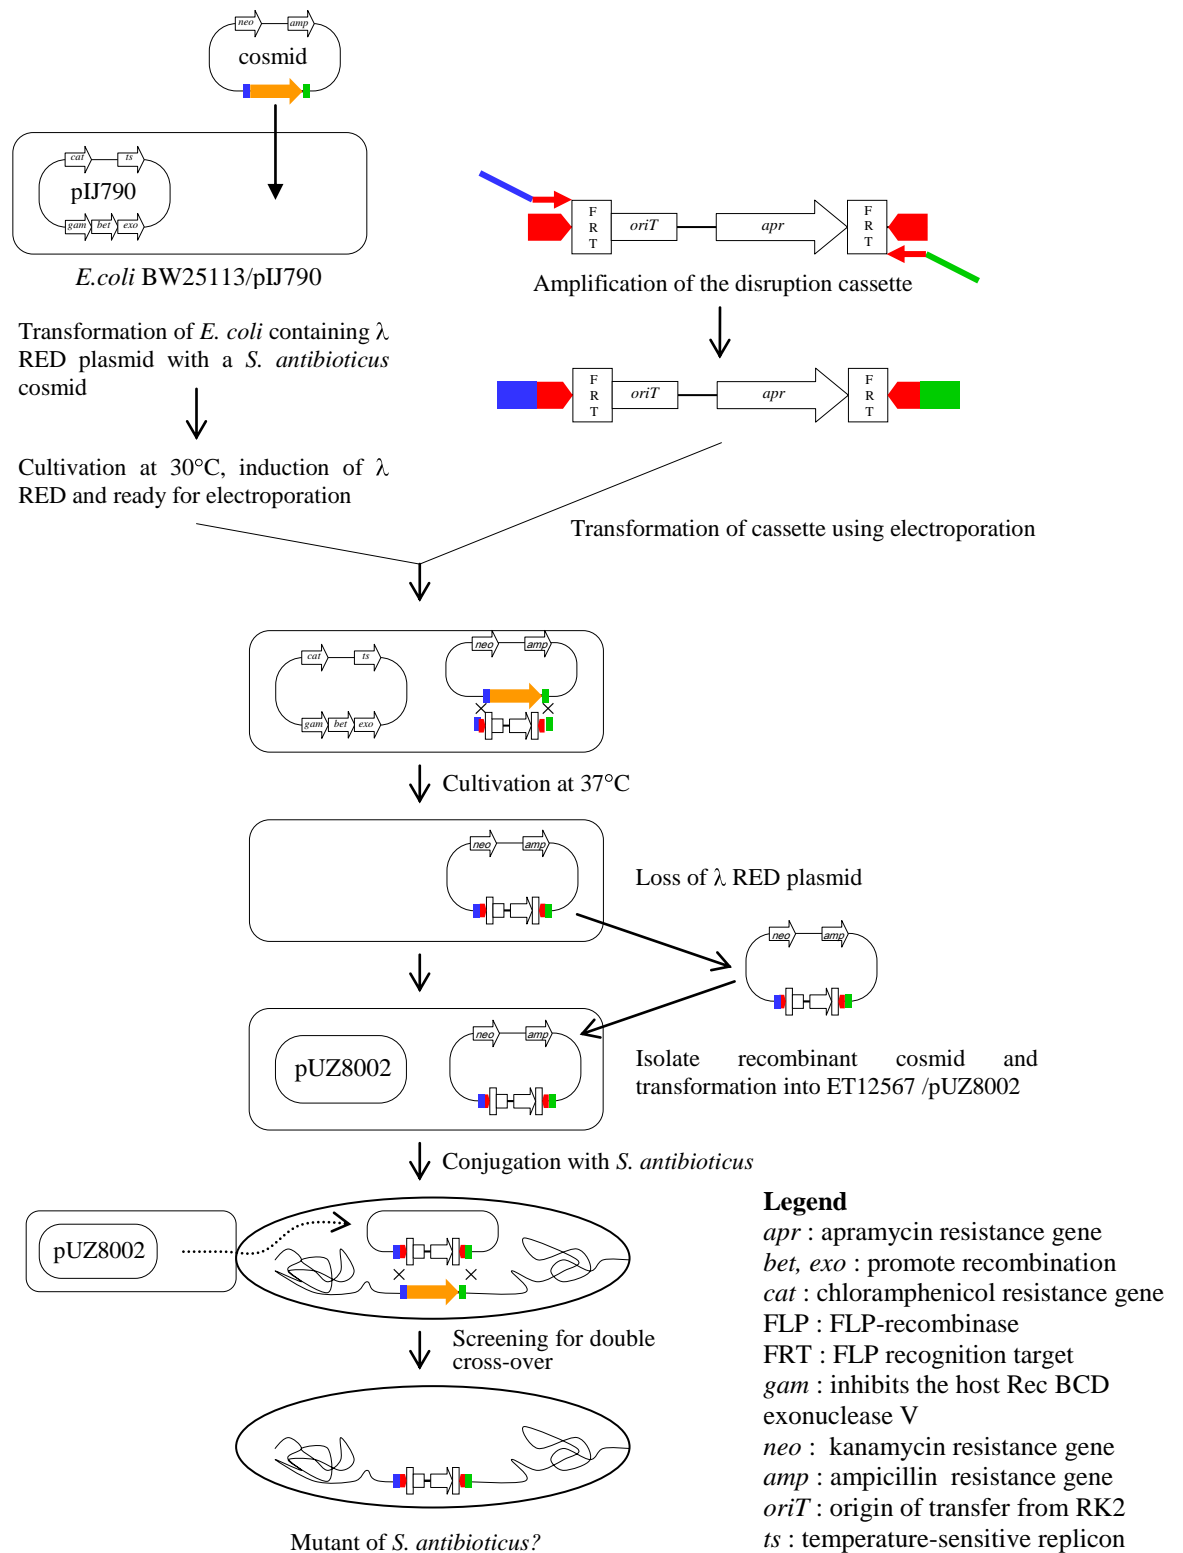 neo amp
cosmid
cat ts
pIJ790
gam bet exo
E.coli BW25113/pIJ790
Transformation of E. coli containing λ
RED plasmid with a S. antibioticus
cosmid
Cultivation at 30°C, induction of λ
RED and ready for electroporation
F
R
T
oriT
apr
F
R
T
Amplification of the disruption cassette
F
R
T
oriT
apr
F
R
T
Transformation of cassette using electroporation
cat ts
gam bet exo
neo amp
Cultivation at 37°C
neo amp
Loss of λ RED plasmid
neo amp
Isolate recombinant cosmid and
transformation into ET12567 /pUZ8002
pUZ8002
neo amp
Conjugation with S. antibioticus
pUZ8002
Screening for double
cross-over
Mutant of S. antibioticus?
Legend
apr : apramycin resistance gene
bet, exo : promote recombination
cat : chloramphenicol resistance gene
FLP : FLP-recombinase
FRT : FLP recognition target
gam : inhibits the host Rec BCD
exonuclease V
neo : kanamycin resistance gene
amp : ampicillin resistance gene
oriT : origin of transfer from RK2
ts : temperature-sensitive replicon